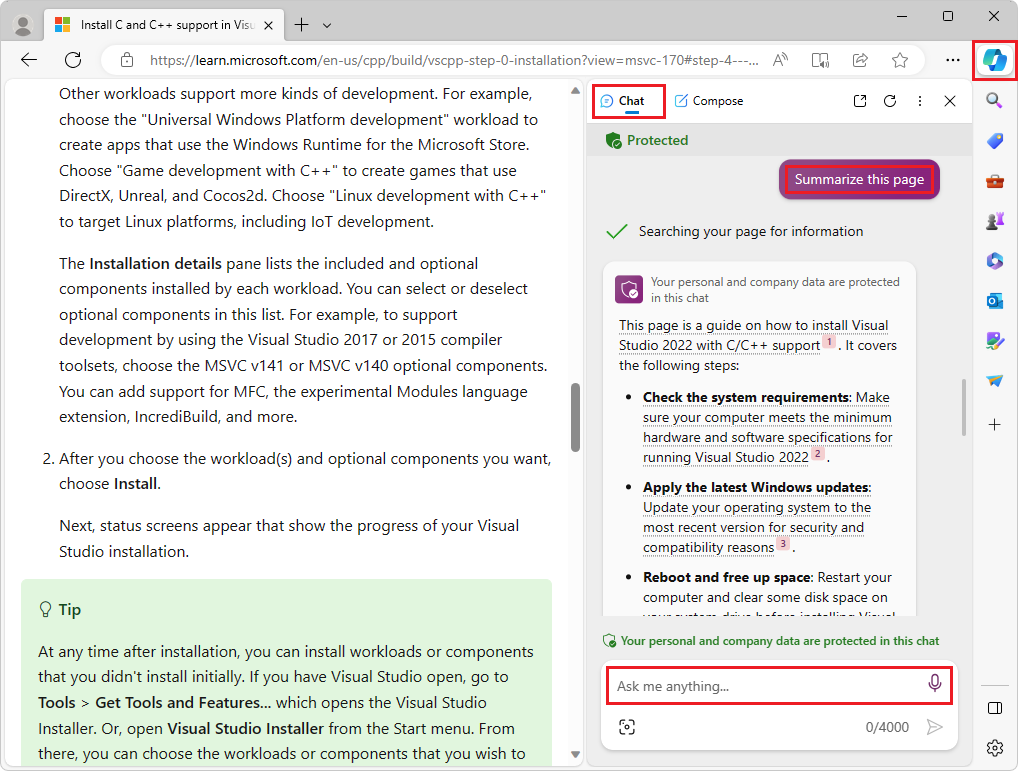 Install C and C++ support in Visu
https://learn.microsoft.com/en-us/cpp/build/vscpp-step-0-installation?view=msvc-170#step-4---...
Other workloads support more kinds of development. For example,
choose the "Universal Windows Platform development" workload to
create apps that use the Windows Runtime for the Microsoft Store.
Choose "Game development with C++" to create games that use
DirectX, Unreal, and Cocos2d. Choose "Linux development with C++"
to target Linux platforms, including IoT development.
The Installation details pane lists the included and optional
components installed by each workload. You can select or deselect
optional components in this list. For example, to support
development by using the Visual Studio 2017 or 2015 compiler
toolsets, choose the MSVC v141 or MSVC v140 optional components.
You can add support for MFC, the experimental Modules language
extension, IncrediBuild, and more.
2. After you choose the workload(s) and optional components you want,
choose Install.
Next, status screens appear that show the progress of your Visual
Studio installation.
Tip
At any time after installation, you can install workloads or components
that you didn't install initially. If you have Visual Studio open, go to
Tools > Get Tools and Features... which opens the Visual Studio
Installer. Or, open Visual Studio Installer from the Start menu. From
there, you can choose the workloads or components that you wish to
Chat
Compose
Protected
Summarize this page
Searching your page for information
Your personal and company data are protected
in this chat
This page is a guide on how to install Visual
Studio 2022 with C/C++ support 1 . It covers
the following steps:
• Check the system requirements: Make
sure your computer meets the minimum
hardware and software specifications for
running Visual Studio 2022 2 .
• Apply the latest Windows updates:
Update your operating system to the
most recent version for security and
compatibility reasons 3 .
• Reboot and free up space: Restart your
computer and clear some disk space on
your system drive before installing Visual
Your personal and company data are protected in this chat
Ask me anything...
0/4000